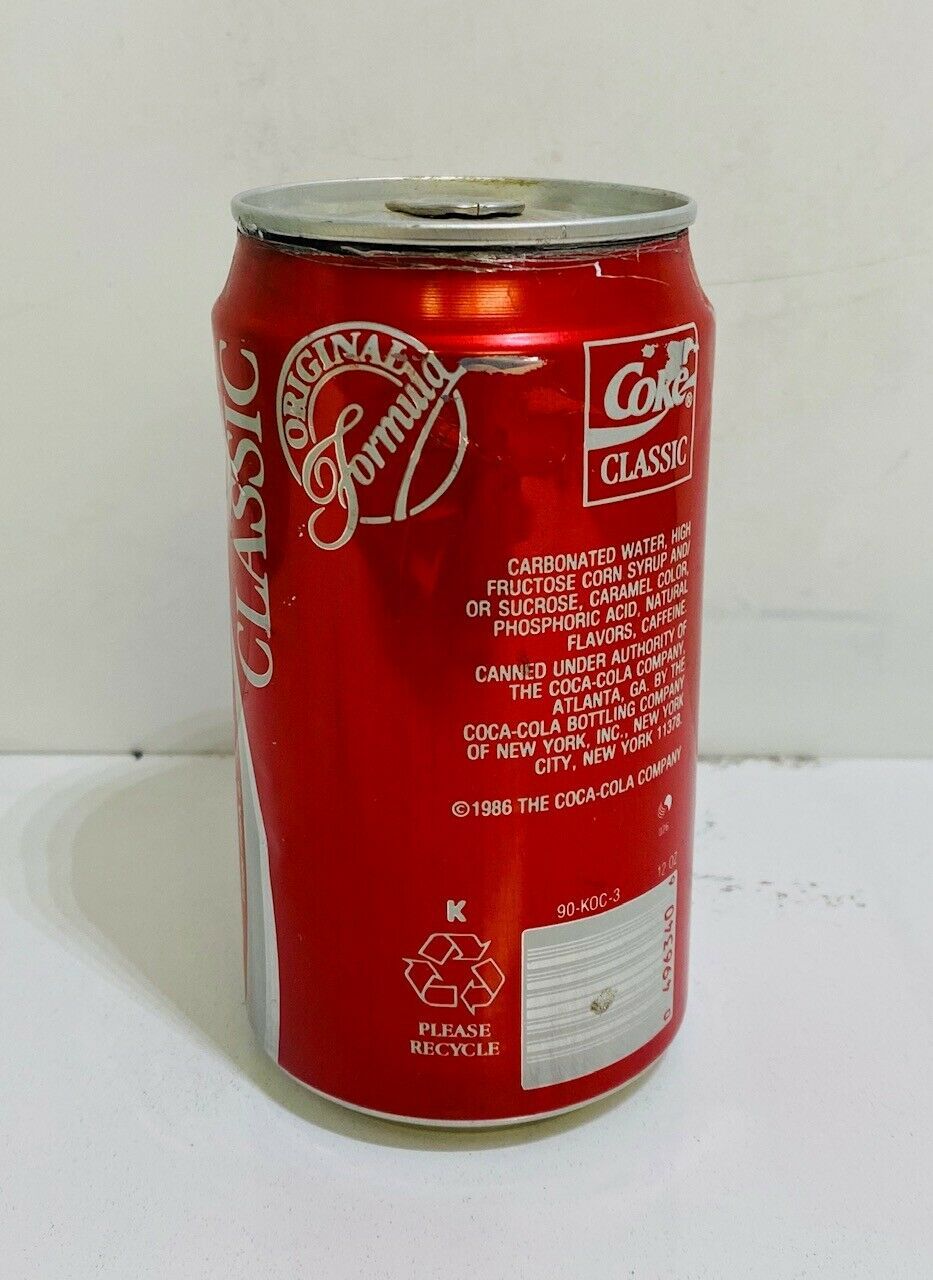 CLASSIC
ORIGINAL
Formula
Coke®
CLASSIC
CARBONATED WATER, HIGH
FRUCTOSE CORN SYRUP AND/
OR SUCROSE, CARAMEL COLOR,
PHOSPHORIC ACID, NATURAL
FLAVORS, CAFFEINE.
CANNED UNDER AUTHORITY OF
THE COCA-COLA COMPANY,
ATLANTA, GA. BY THE
COCA-COLA BOTTLING COMPANY
OF NEW YORK, INC., NEW YORK
CITY, NEW YORK 11378.
©1986 THE COCA-COLA COMPANY
12 OZ
90-KOC-3
K
PLEASE
RECYCLE
0 496340 6